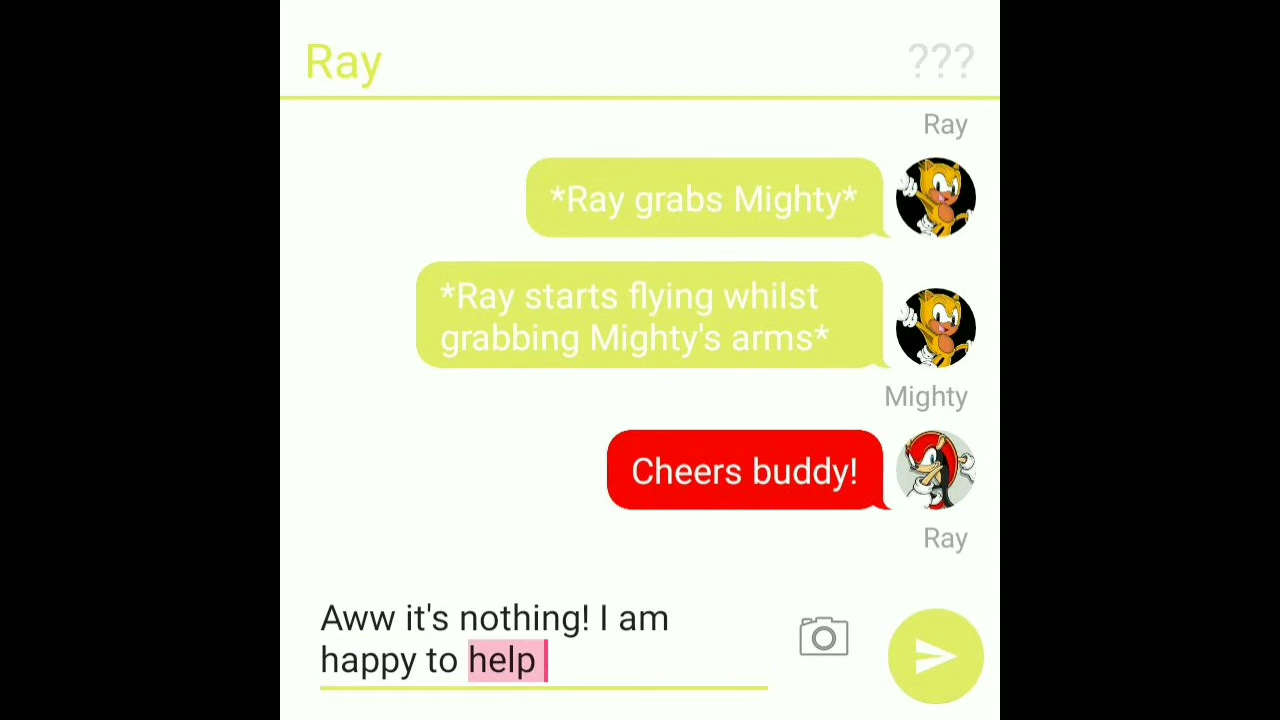 Ray
???
Ray
*Ray grabs Mighty*
*Ray starts flying whilst
grabbing Mighty's arms*
Mighty
Cheers buddy!
Ray
Aww it's nothing! I am
happy to help